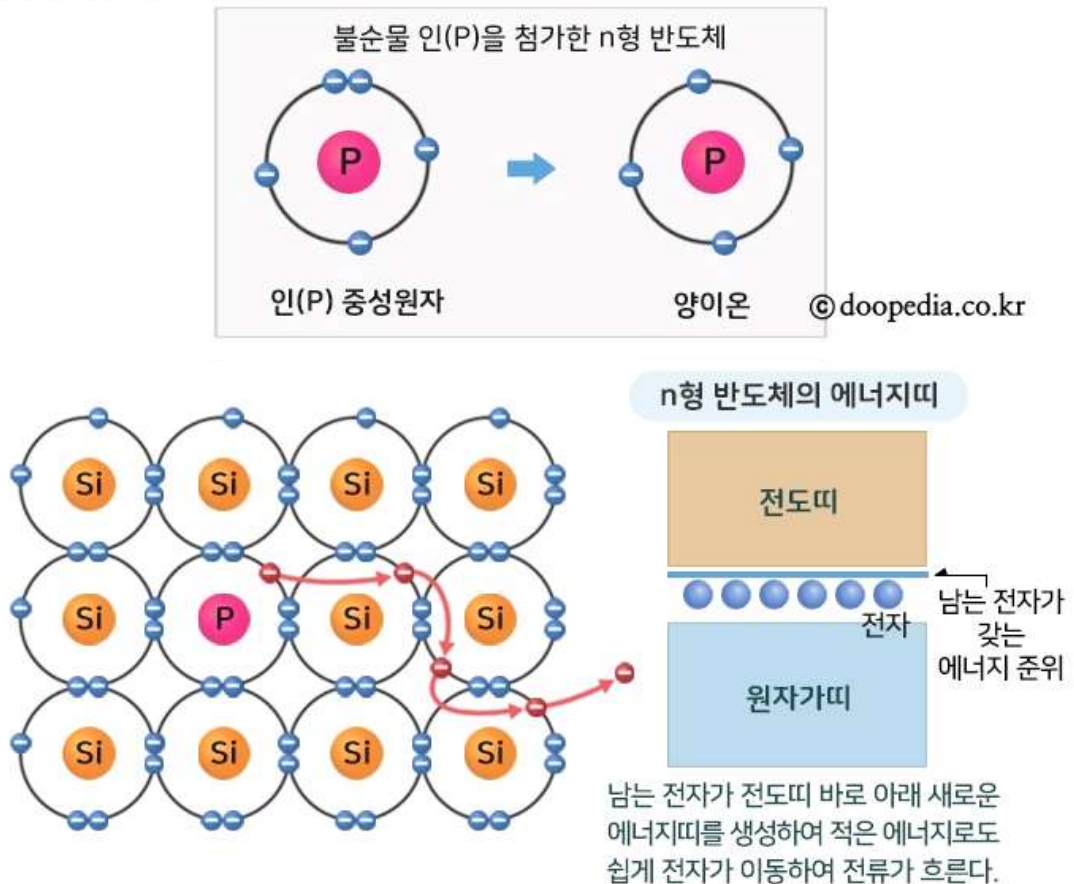 불순물 인(P)을 첨가한 n형 반도체
P
P
인(P) 중성원자
양이온
ⓒdoopedia.co.kr
n형 반도체의 에너지띠
Si
Si
Si
Si
Si
P
Si
Si
Si
Si
Si
Si
전도띠
전자
남는 전자가
갖는
에너지 준위
원자가띠
남는 전자가 전도띠 바로 아래 새로운
에너지띠를 생성하여 적은 에너지로도
쉽게 전자가 이동하여 전류가 흐른다.